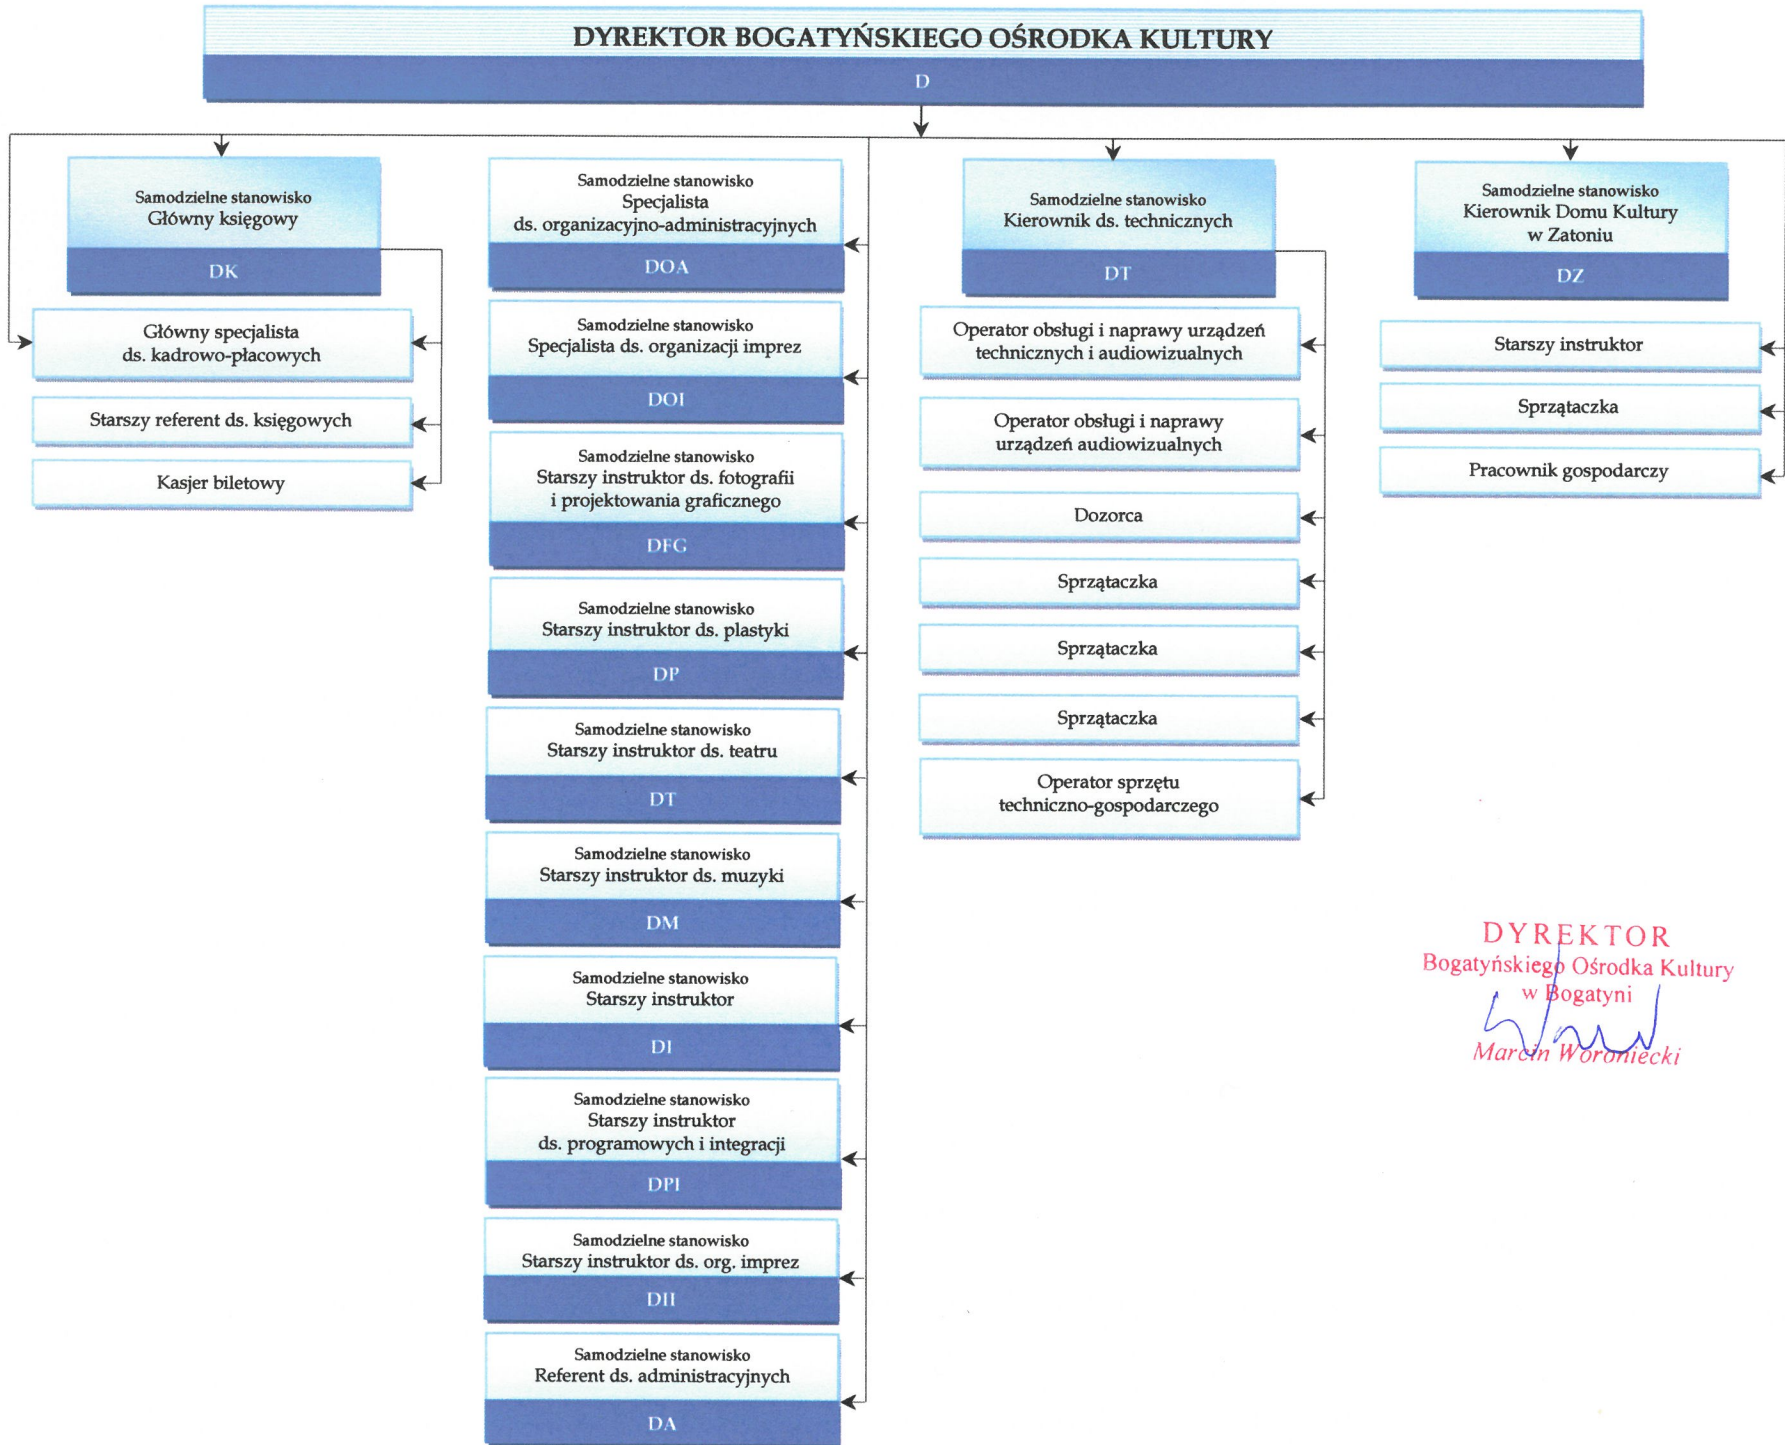 DYREKTOR BOGATYŃSKIEGO OŚRODKA KULTURY
D
Samodzielne stanowisko
Główny księgowy
DK
Główny specjalista
ds. kadrowo-płacowych
Starszy referent ds. księgowych
Kasjer biletowy
Samodzielne stanowisko
Specjalista
ds. organizacyjno-administracyjnych
DOA
Samodzielne stanowisko
Specjalista ds. organizacji imprez
DOI
Samodzielne stanowisko
Starszy instruktor ds. fotografii
i projektowania graficznego
DFG
Samodzielne stanowisko
Starszy instruktor ds. plastyki
DP
Samodzielne stanowisko
Starszy instruktor ds. teatru
DT
Samodzielne stanowisko
Starszy instruktor ds. muzyki
DM
Samodzielne stanowisko
Starszy instruktor
DI
Samodzielne stanowisko
Starszy instruktor
ds. programowych i integracji
DPI
Samodzielne stanowisko
Starszy instruktor ds. org. imprez
DII
Samodzielne stanowisko
Referent ds. administracyjnych
DA
Samodzielne stanowisko
Kierownik ds. technicznych
DT
Operator obsługi i naprawy urządzeń
technicznych i audiowizualnych
Operator obsługi i naprawy
urządzeń audiowizualnych
Dozorca
Sprzątaczka
Sprzątaczka
Sprzątaczka
Operator sprzętu
techniczno-gospodarczego
Samodzielne stanowisko
Kierownik Domu Kultury
w Zatoniu
DZ
Starszy instruktor
Sprzątaczka
Pracownik gospodarczy
DYREKTOR
Bogatyńskiego Ośrodka Kultury
w Bogatyni
Marcin Woroniecki